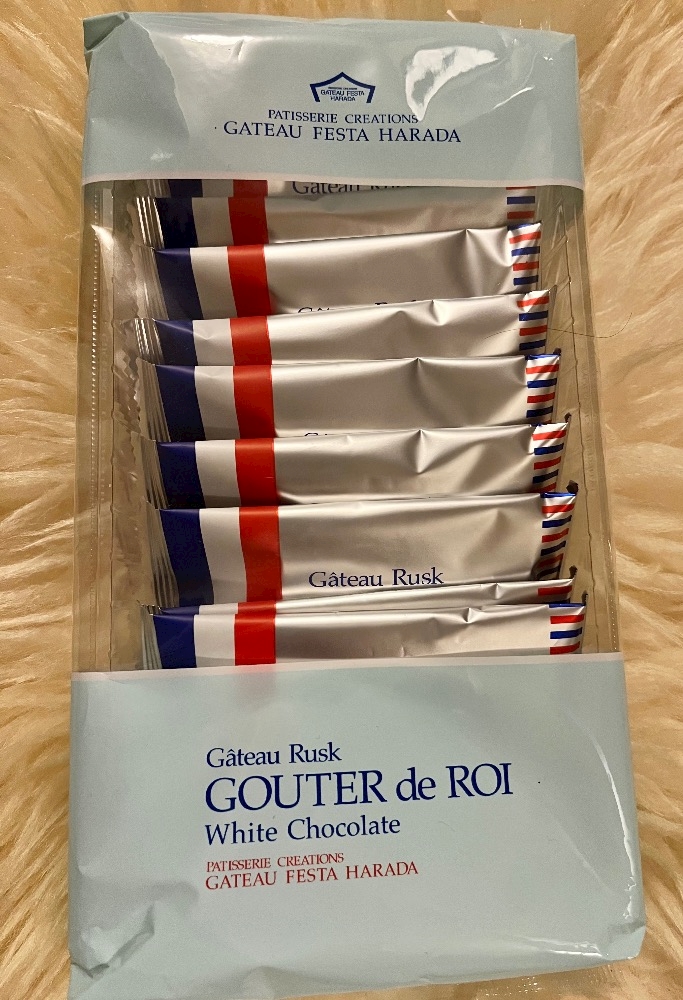 GATEAU FESTA
HARADA
PATISSERIE CREATIONS
GATEAU FESTA HARADA
Gâteau
Gâteau Rusk
Gâteau Rusk
GOUTER de ROI
White Chocolate
PATISSERIE CREATIONS
GATEAU FESTA HARADA